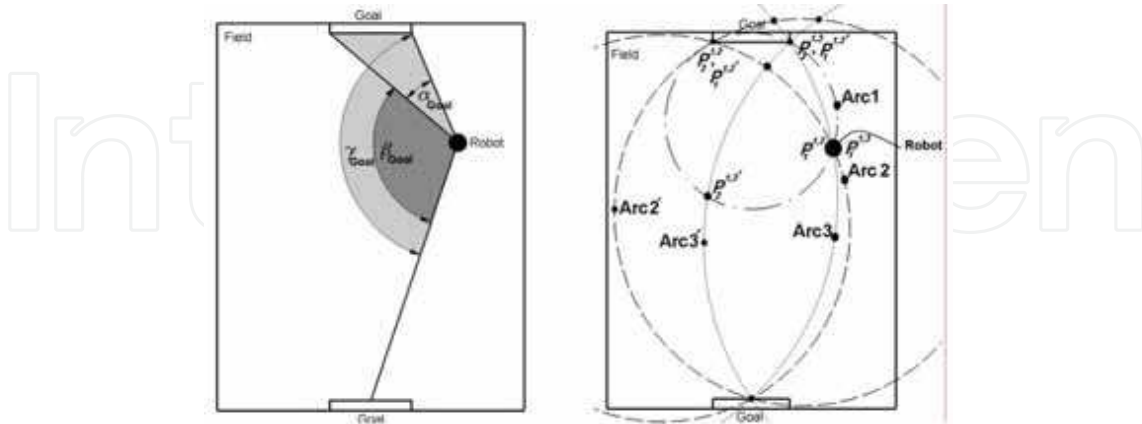 Goal
Field
α Goal
Robot
γ Goal
β Goal
Goal
Goal
Field
Arc1
Robot
Arc 2
Arc2'
Arc3'
Arc3
Goal